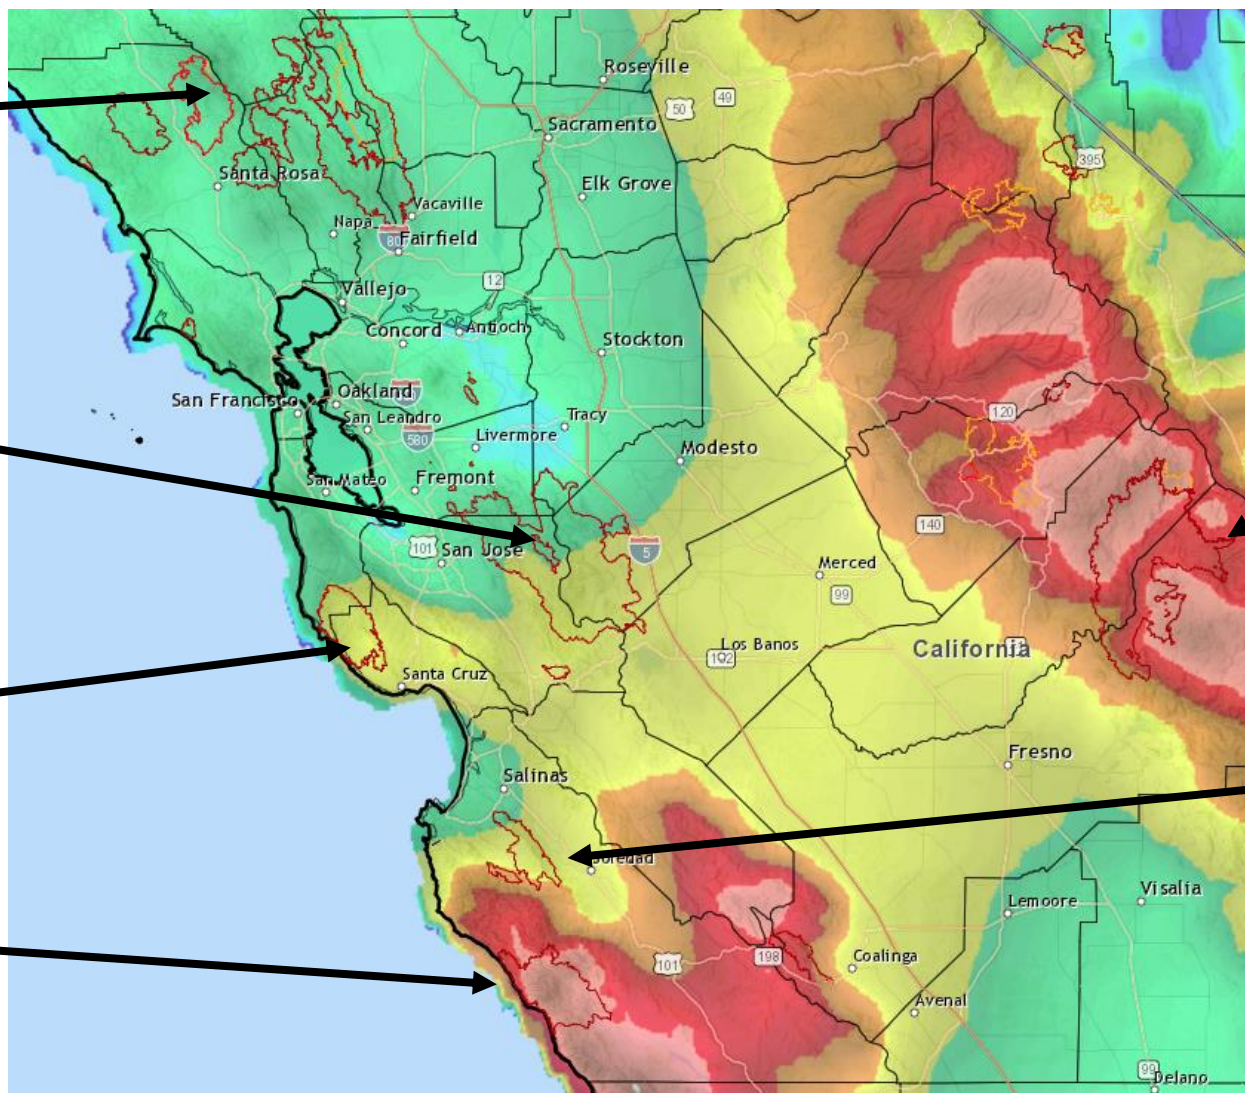 Roseville
50
49
Sacramento
395
Santa Rosa
Elk Grove
Vacaville
Napa
80
Fairfield
12
Vallejo
Concord
Antioch
Stockton
Oakland
San Francisco
120
San Leandro
Tracy
580
Livermore
Modesto
San Mateo
Fremont
140
101
San Jose
5
Merced
99
Los Banos
California
Santa Cruz
Fresno
Salinas
Soledad
Visalia
Lemoore
198
101
Coalinga
Avenal
99
Delano